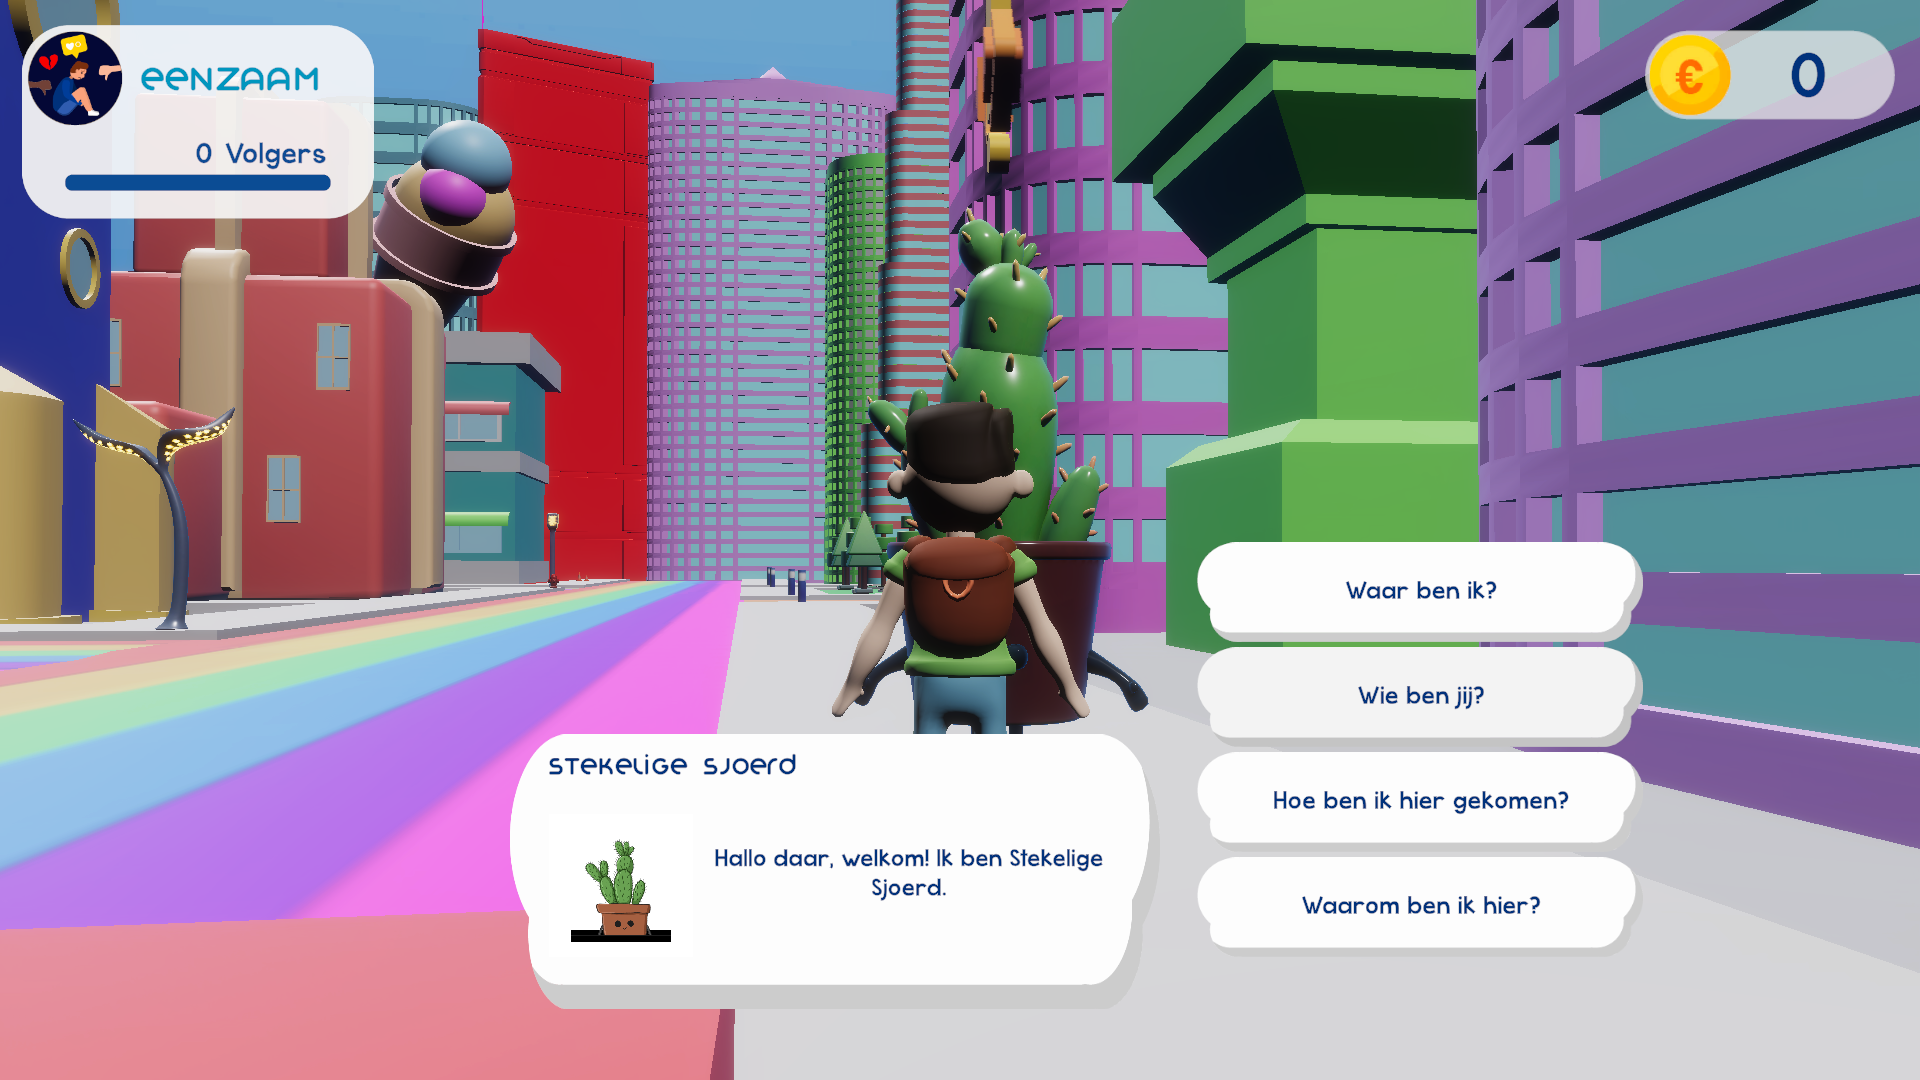 eenzaam
0 Volgers
€ 0
Waar ben ik?
Wie ben jij?
Hoe ben ik hier gekomen?
Waarom ben ik hier?
Stekelige Sjoerd
Hallo daar, welkom! Ik ben Stekelige
Sjoerd.